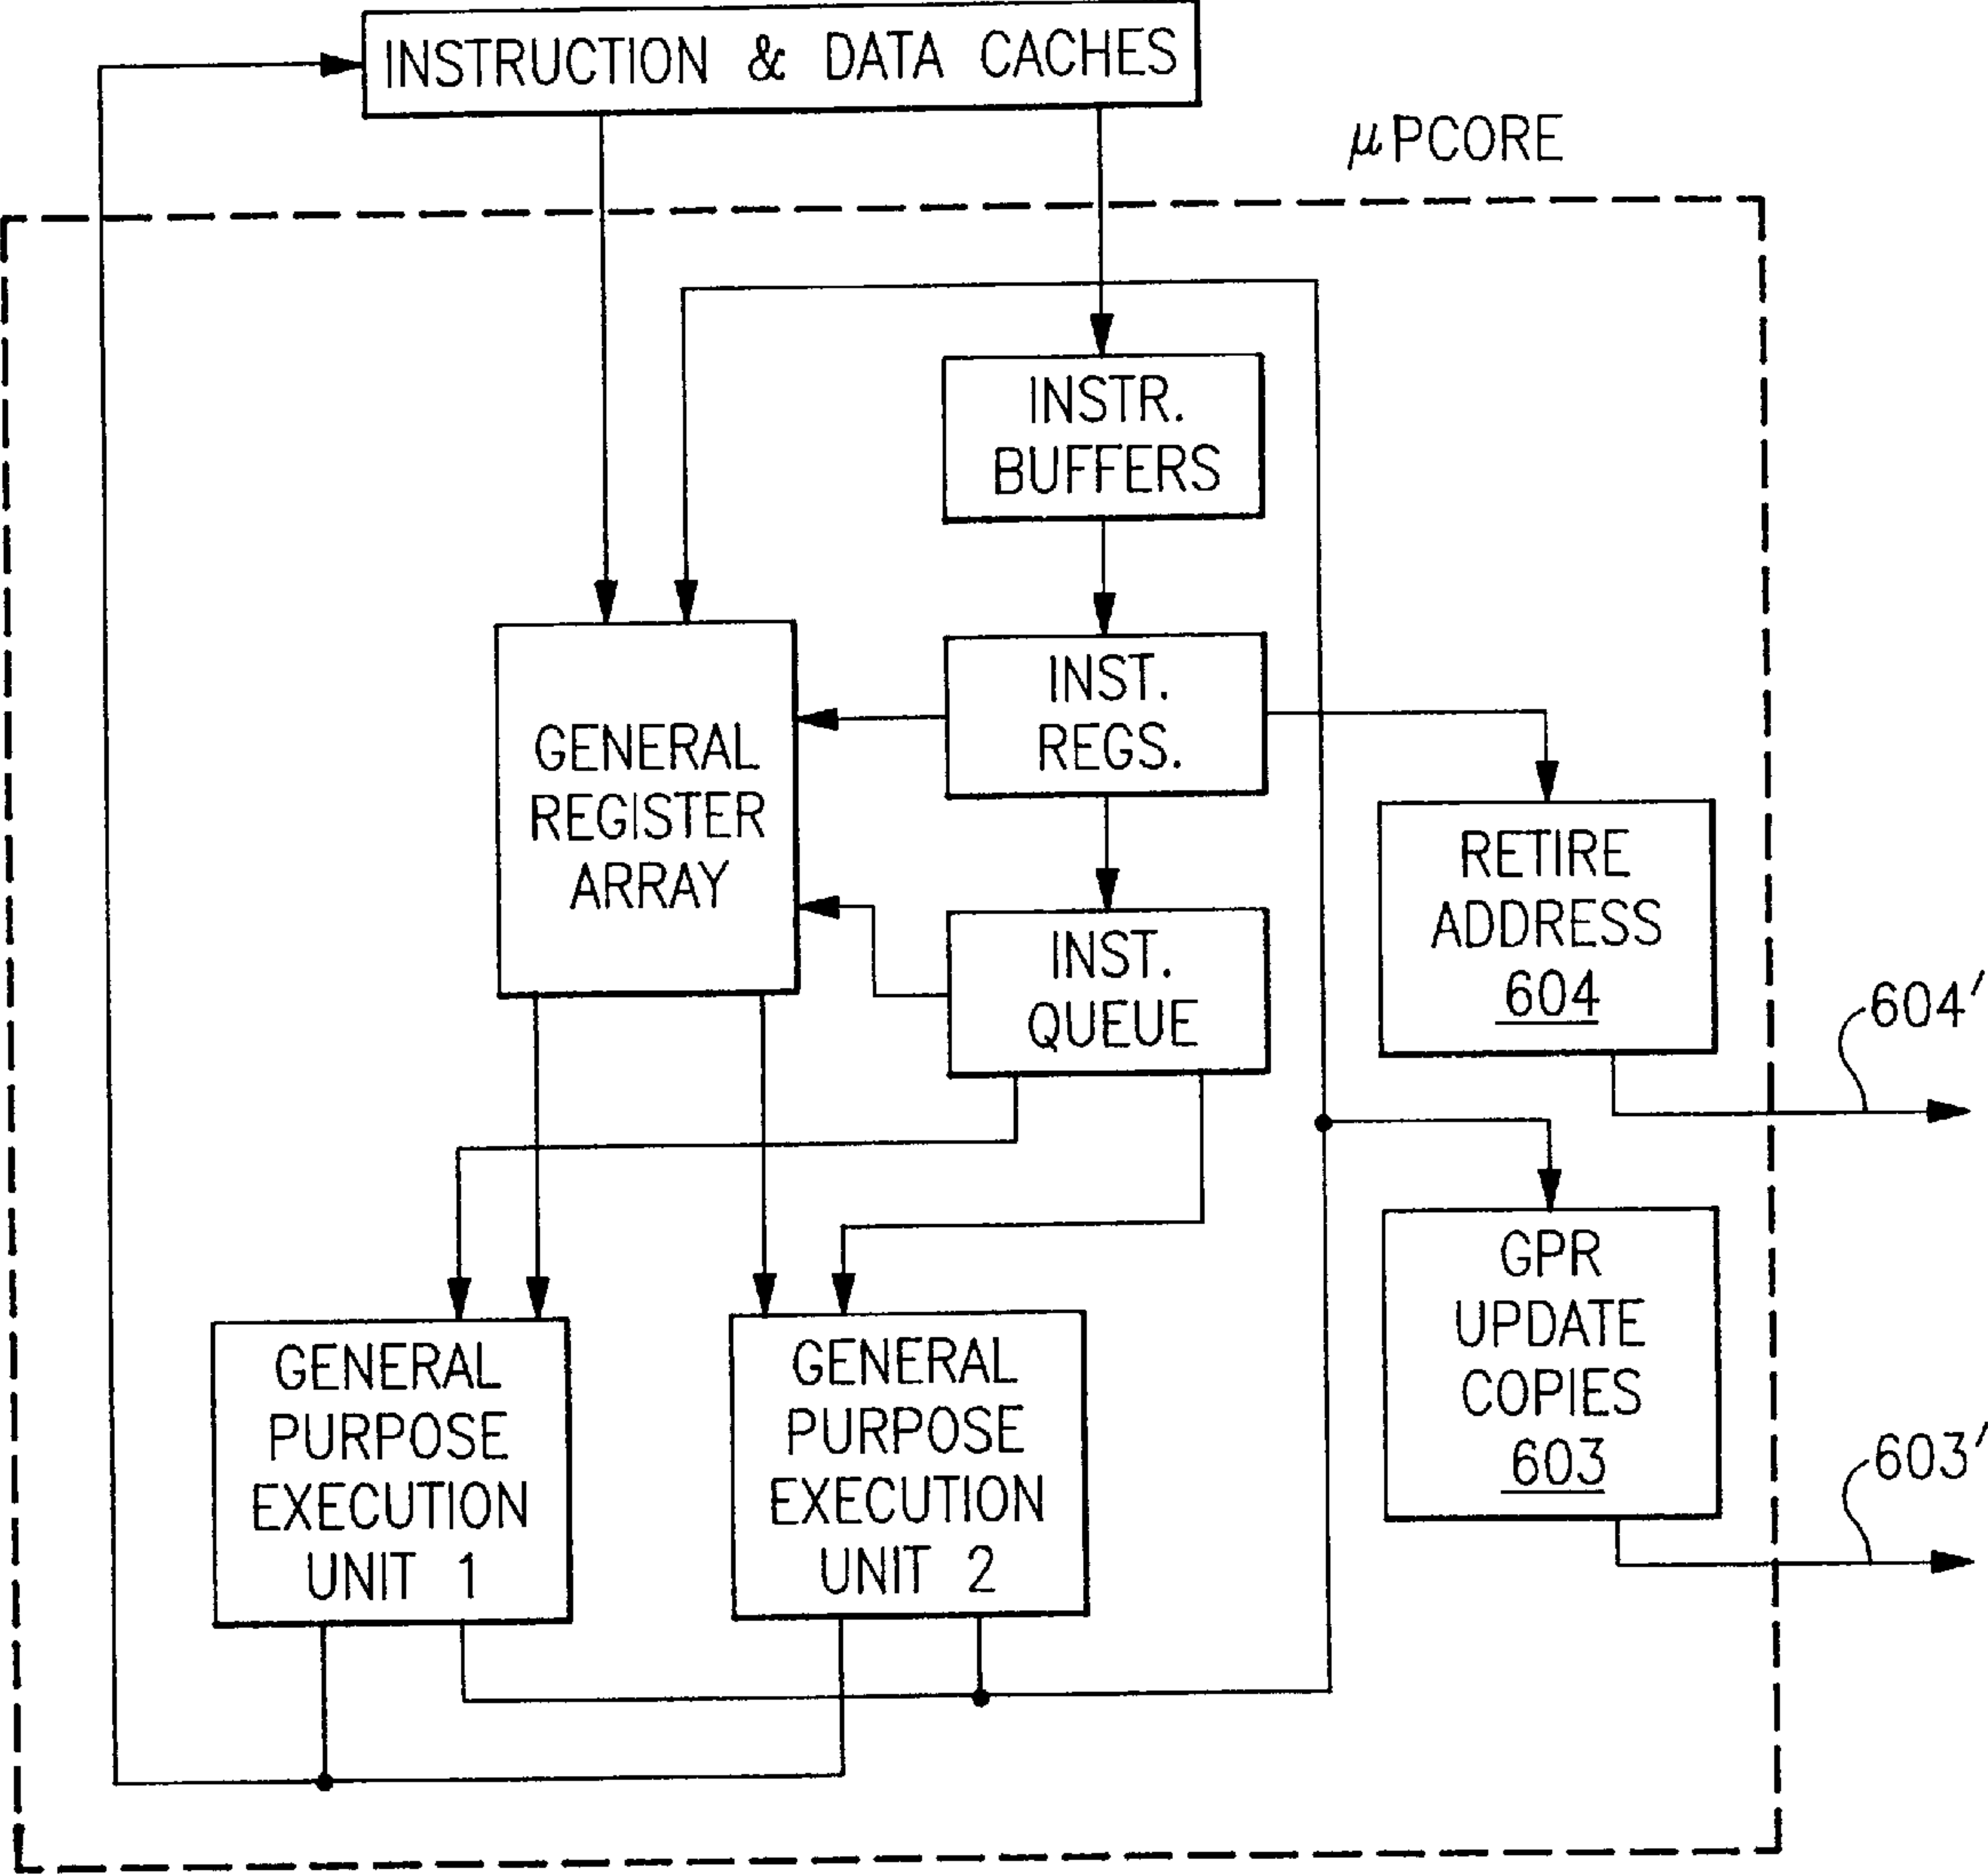 INSTRUCTION & DATA CACHES
μPCORE
INSTR.
BUFFERS
INST.
REGS.
GENERAL
REGISTER
ARRAY
RETIRE
ADDRESS
604
INST.
QUEUE
604'
GPR
UPDATE
COPIES
603
603'
GENERAL
PURPOSE
EXECUTION
UNIT 1
GENERAL
PURPOSE
EXECUTION
UNIT 2